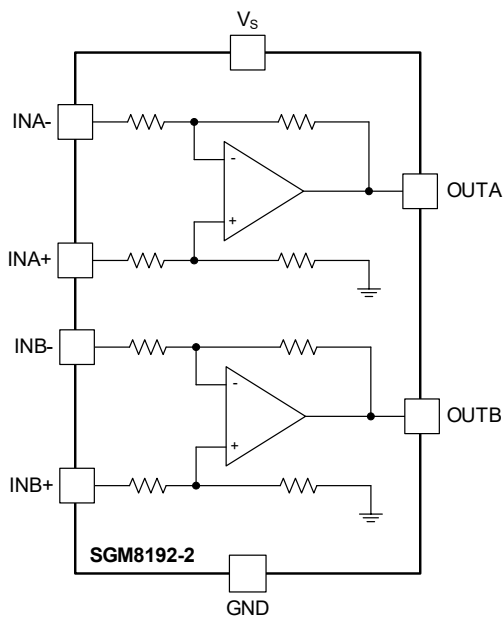 Vₛ
INA-
-
OUTA
+
INA+
INB-
-
OUTB
+
INB+
SGM8192-2
GND